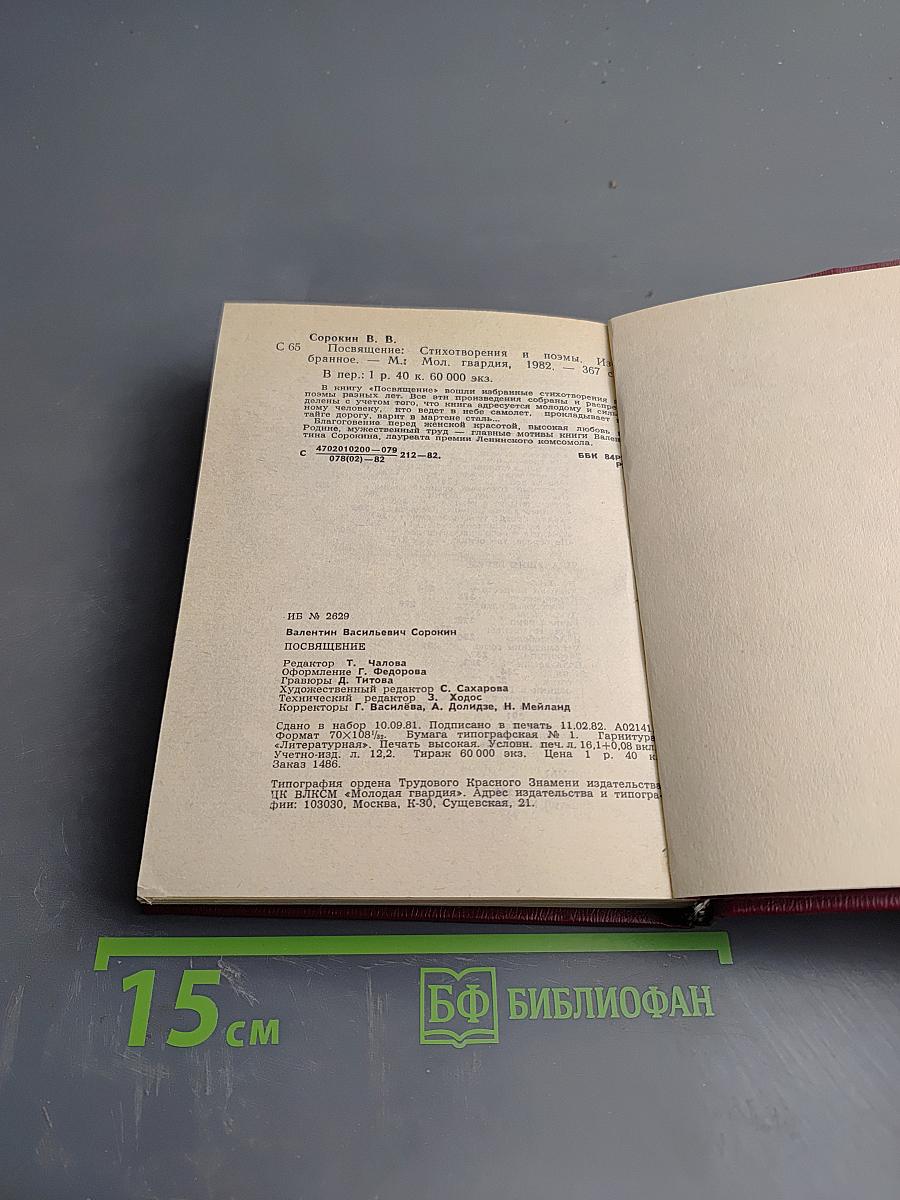 Сорокин В. В.
С 65 Посвящение: Стихотворения и поэмы. Из-
бранное. — М.: Мол. гвардия, 1982. — 367 с
В пер.: 1 р. 40 к. 60 000 экз.
В книгу «Посвящение» вошли избранные стихотворения
поэмы разных лет. Все эти произведения собраны и распре
делены с учетом того, что книга адресуется молодому и силь
ному человеку, кто ведет в небе самолет, прокладывает
тайге дорогу, варит в мартене сталь...
Благоговение перед женской красотой, высокая любовь
Родине, мужественный труд — главные мотивы книги Вален
тина Сорокина, лауреата премии Ленинского комсомола.
С 4702010200—079 212—82.
078(02)—82
ББК 84Р
Р
ИБ № 2629
Валентин Васильевич Сорокин
ПОСВЯЩЕНИЕ
Редактор Т. Чалова
Оформление Г. Федорова
Гравюры Д. Титова
Художественный редактор С. Сахарова
Технический редактор З. Ходос
Корректоры Г. Василёва, А. Долидзе, Н. Мейланд
Сдано в набор 10.09.81. Подписано в печать 11.02.82. А02141
Формат 70×108¹/₃₂. Бумага типографская № 1. Гарнитура
«Литературная». Печать высокая. Условн. печ. л. 16,1+0,08 вкл.
Учетно-изд. л. 12,2. Тираж 60 000 экз. Цена 1 р. 40 к
Заказ 1486.
Типография ордена Трудового Красного Знамени издательства
ЦК ВЛКСМ «Молодая гвардия». Адрес издательства и типогра-
фии: 103030, Москва, К-30, Сущевская, 21.
15 см
БФ БИБЛИОФАН